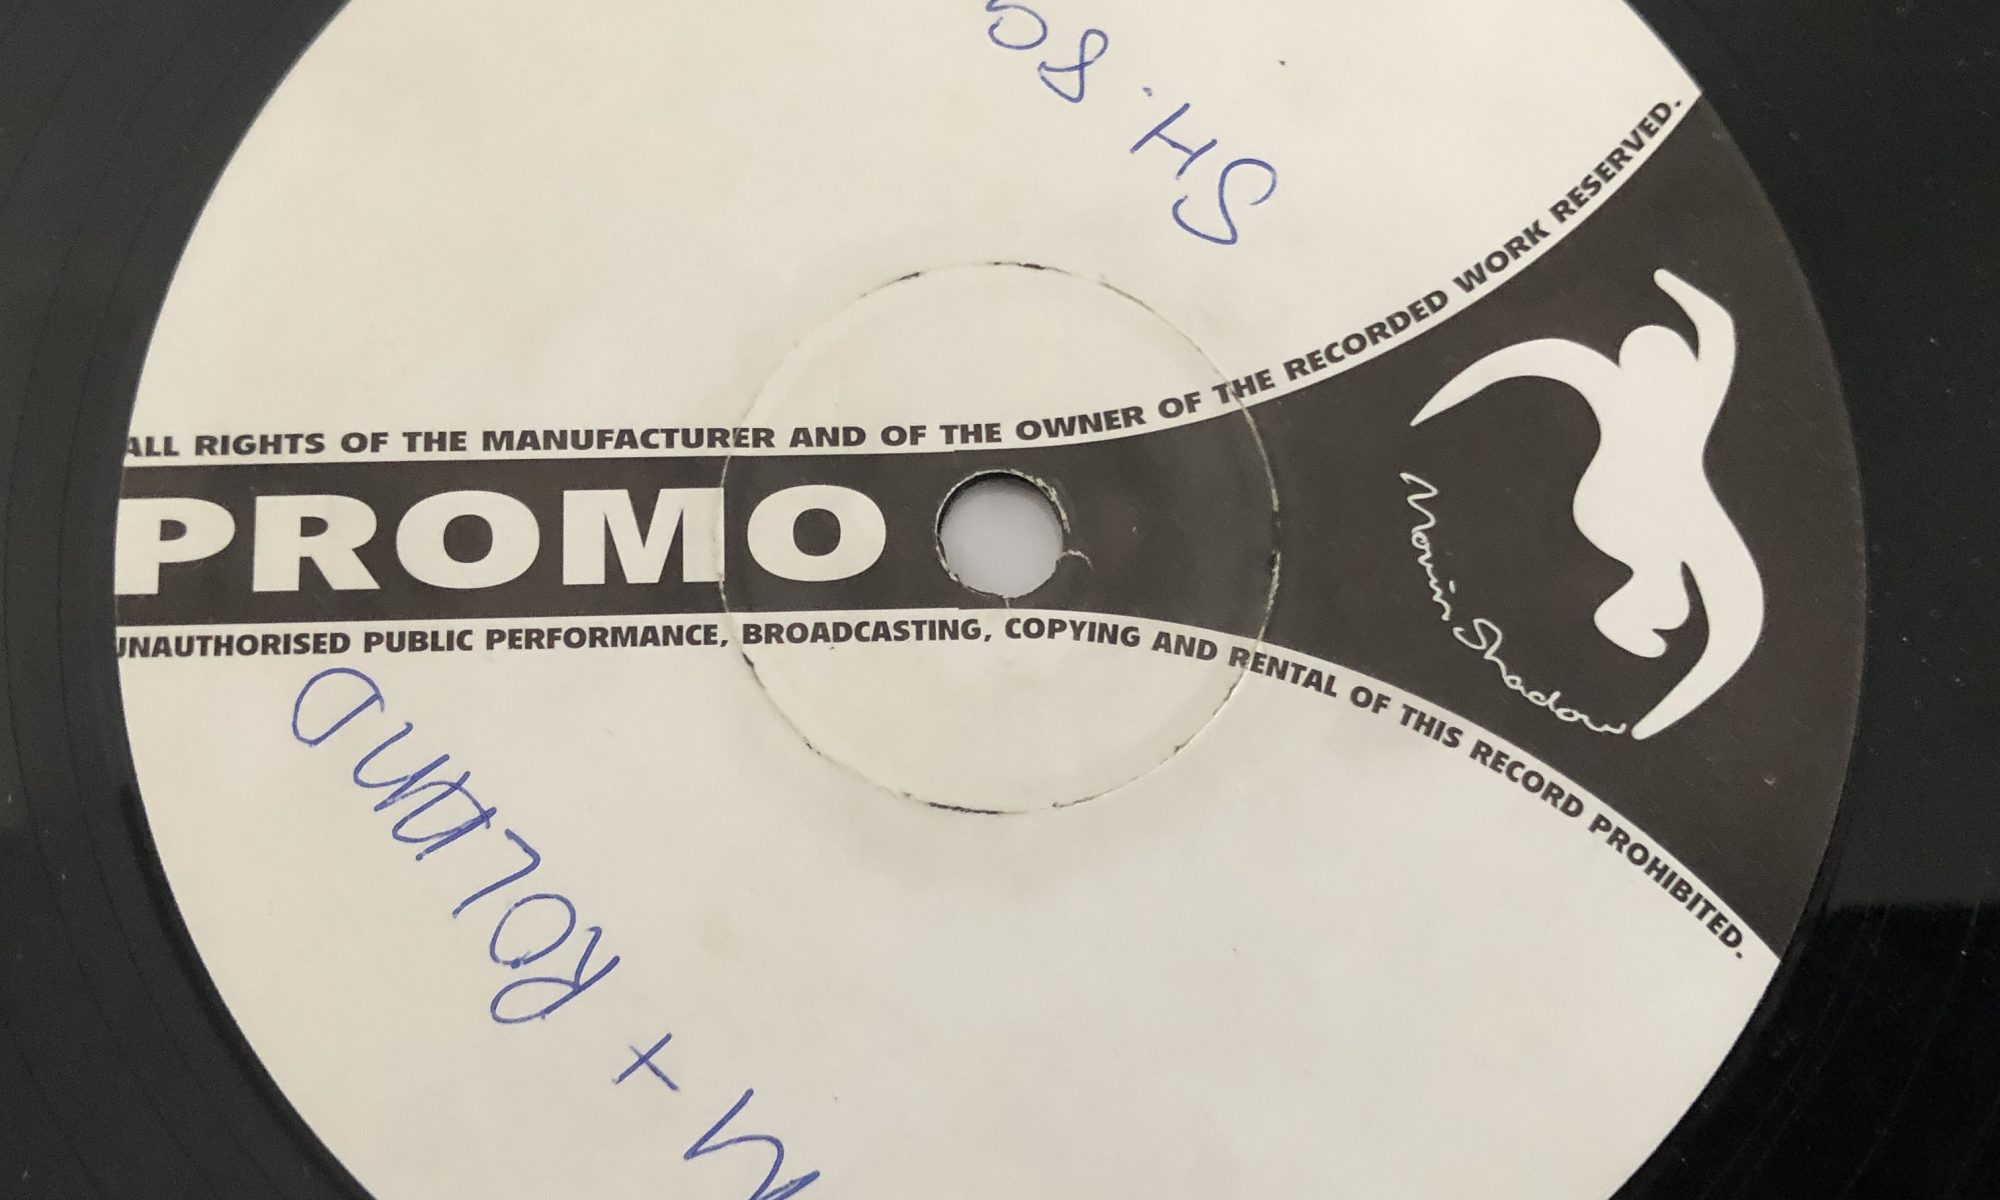 SH.80
ALL RIGHTS OF THE MANUFACTURER AND OF THE OWNER OF THE RECORDED WORK RESERVED.
PROMO
Movin Shadow
UNAUTHORISED PUBLIC PERFORMANCE, BROADCASTING, COPYING AND RENTAL OF THIS RECORD PROHIBITED.
+ ROLAND